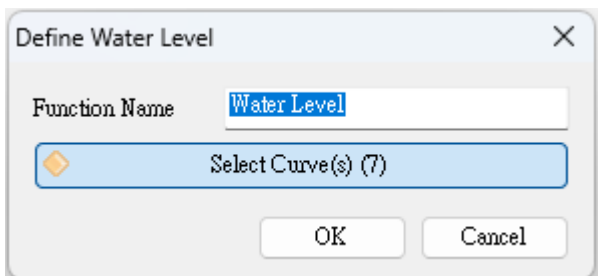 Define Water Level
Function Name Water Level
Select Curve(s) (7)
OK Cancel